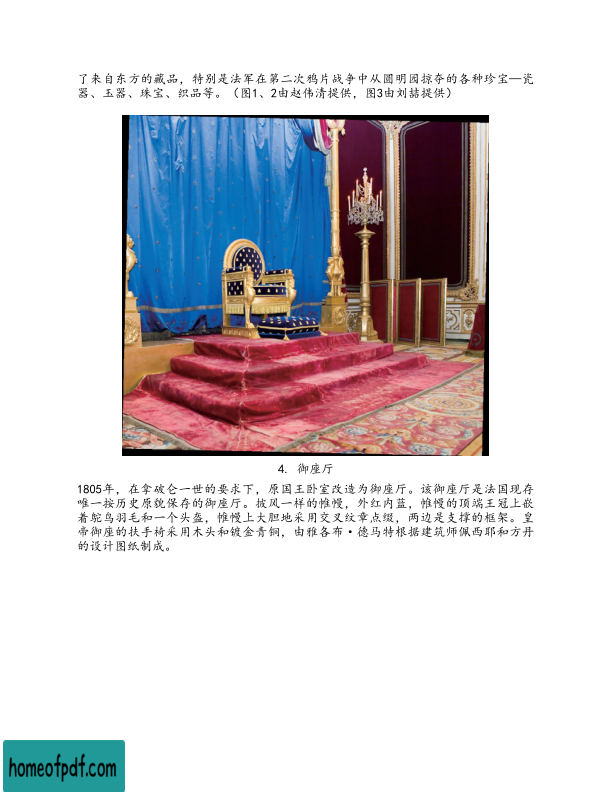 了来自东方的藏品，特别是法军在第二次鸦片战争中从圆明园掠夺的各种珍宝—瓷
器、玉器、珠宝、织品等。（图1、2由赵伟清提供，图3由刘喆提供）
4. 御座厅
1805年，在拿破仑一世的要求下，原国王卧室改造为御座厅。该御座厅是法国现存
唯一按历史原貌保存的御座厅。披风一样的帷幔，外红内蓝，帷幔的顶端王冠上嵌
着鸵鸟羽毛和一个头盔，帷幔上大胆地采用交叉纹章点缀，两边是支撑的框架。皇
帝御座的扶手椅采用木头和镀金青铜，由雅各布·德马特根据建筑师佩西耶和方丹
的设计图纸制成。
homeofpdf.com